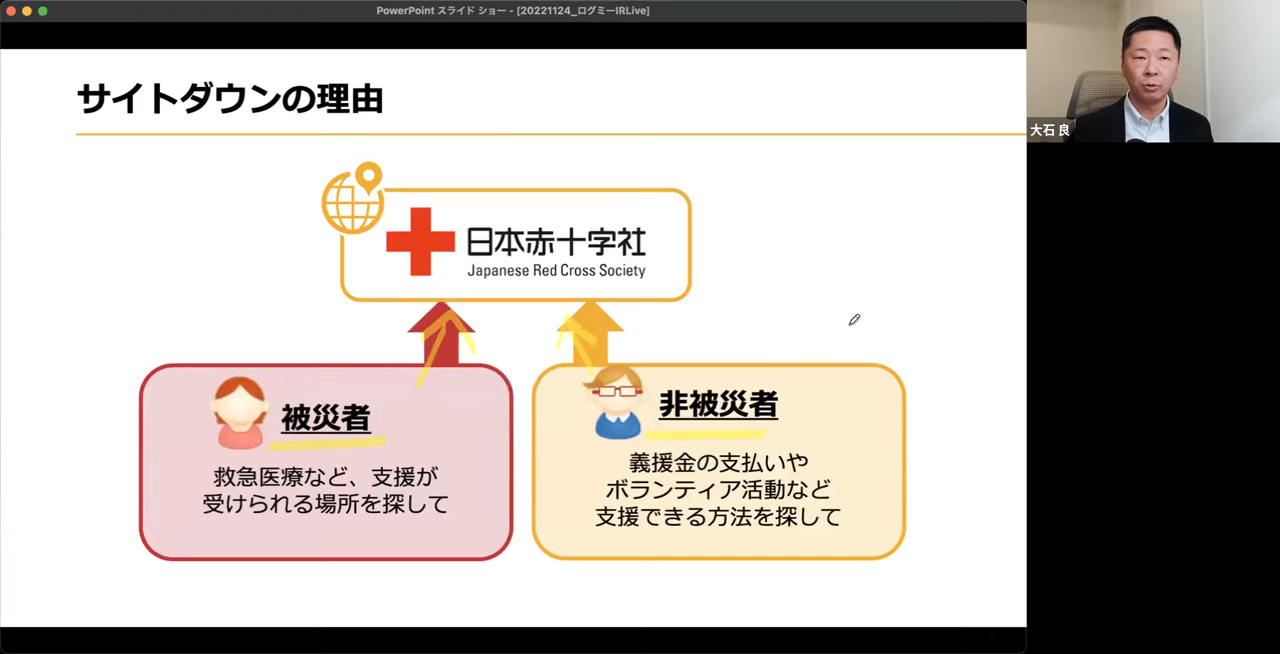 PowerPoint スライド ショー - [20221124_ログミーIRLive]
サイトダウンの理由
大石 良
日本赤十字社
Japanese Red Cross Society
被災者
救急医療など、支援が
受けられる場所を探して
非被災者
義援金の支払いや
ボランティア活動など
支援できる方法を探して